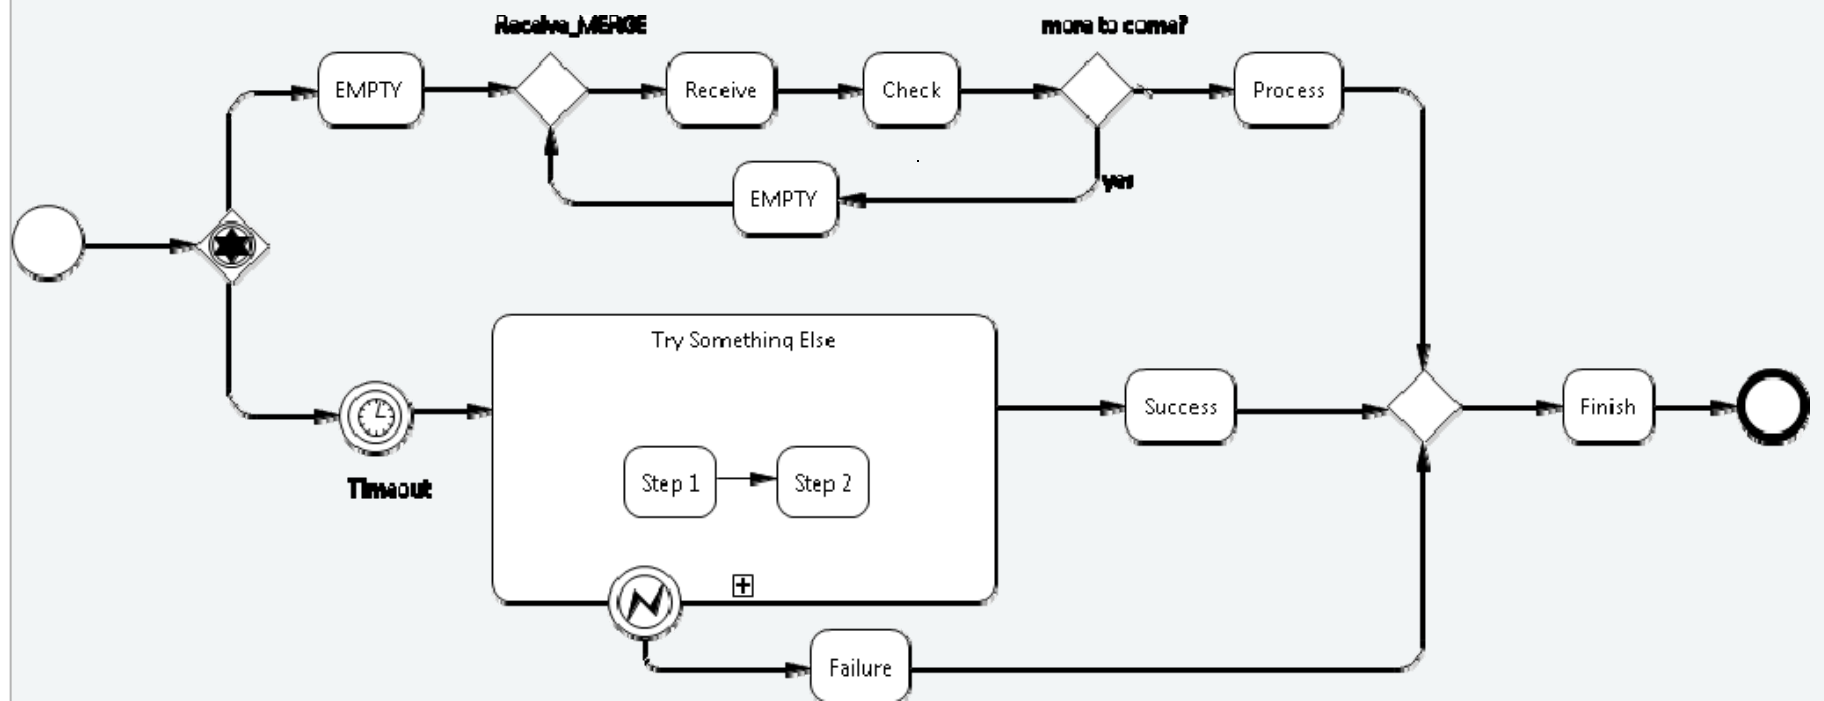 Receive_MERGE
more to come?
EMPTY
Receive
Check
Process
EMPTY
yes
Try Something Else
Success
Finish
Timeout
Step 1
Step 2
Failure